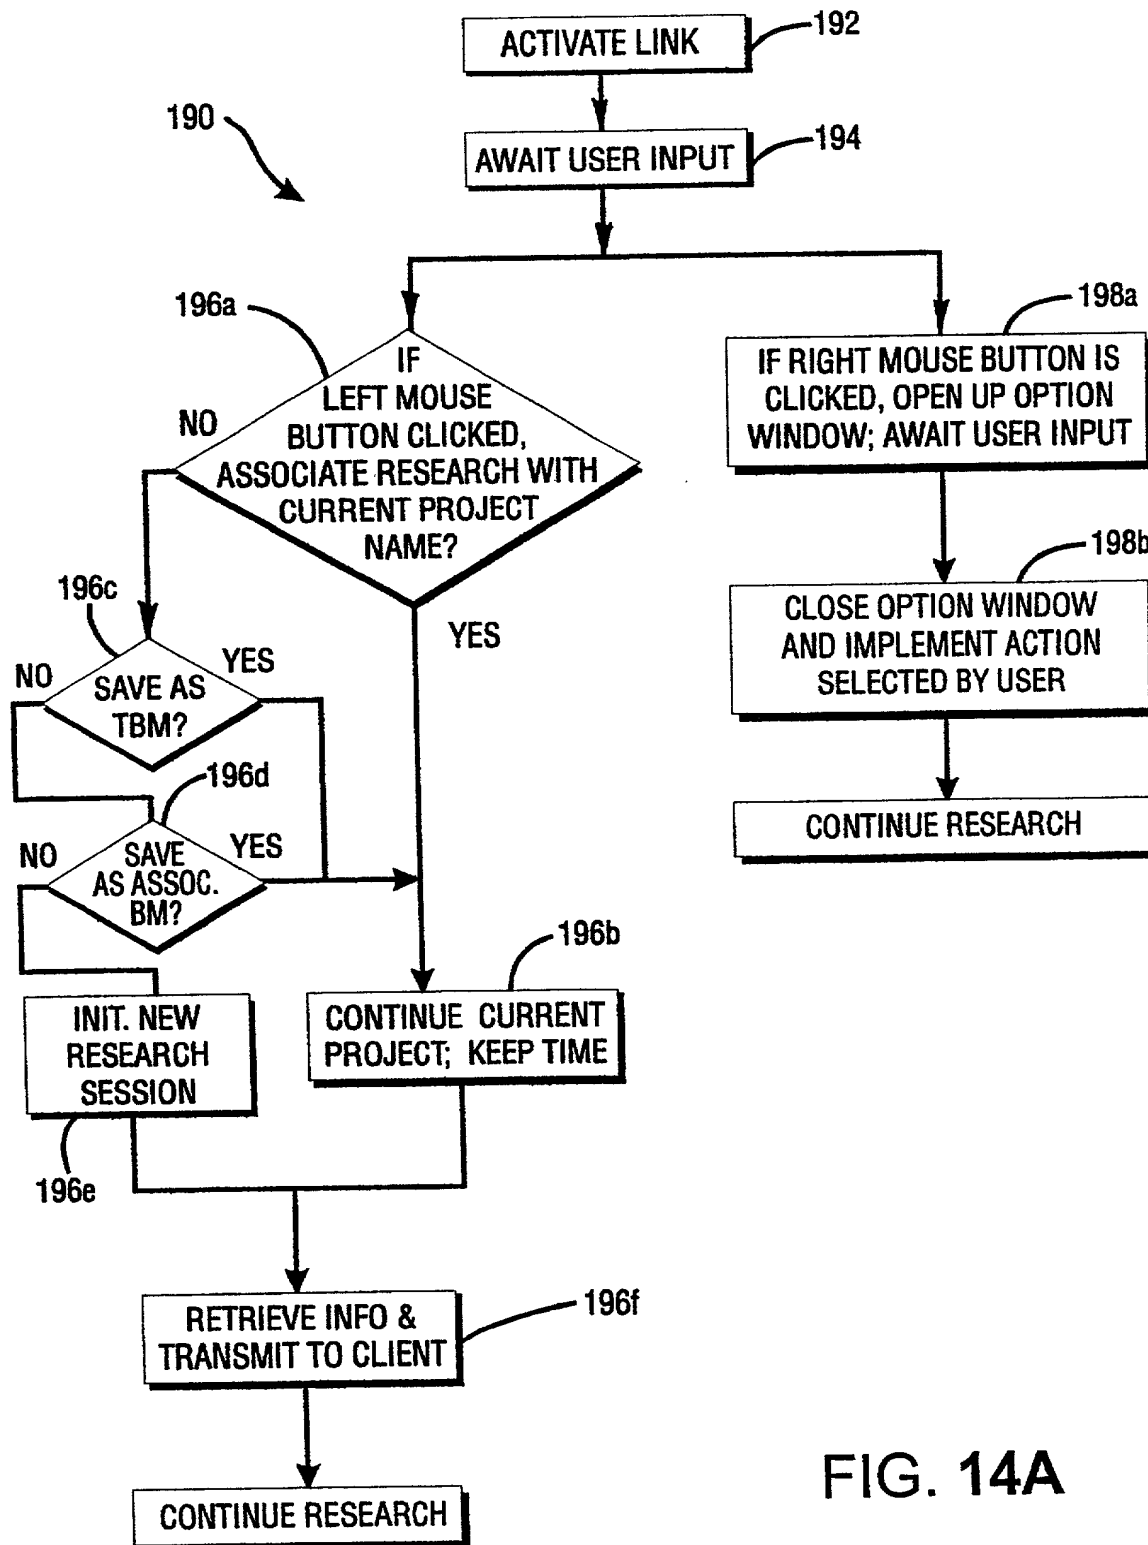 ACTIVATE LINK
192
190
AWAIT USER INPUT
194
196a
198a
IF
LEFT MOUSE
BUTTON CLICKED,
ASSOCIATE RESEARCH WITH
CURRENT PROJECT
NAME?
NO
YES
IF RIGHT MOUSE BUTTON IS
CLICKED, OPEN UP OPTION
WINDOW; AWAIT USER INPUT
198b
CLOSE OPTION WINDOW
AND IMPLEMENT ACTION
SELECTED BY USER
CONTINUE RESEARCH
196c
NO
YES
SAVE AS
TBM?
196d
NO
YES
SAVE
AS ASSOC.
BM?
196b
INIT. NEW
RESEARCH
SESSION
CONTINUE CURRENT
PROJECT; KEEP TIME
196e
RETRIEVE INFO &
TRANSMIT TO CLIENT
196f
CONTINUE RESEARCH
FIG. 14A